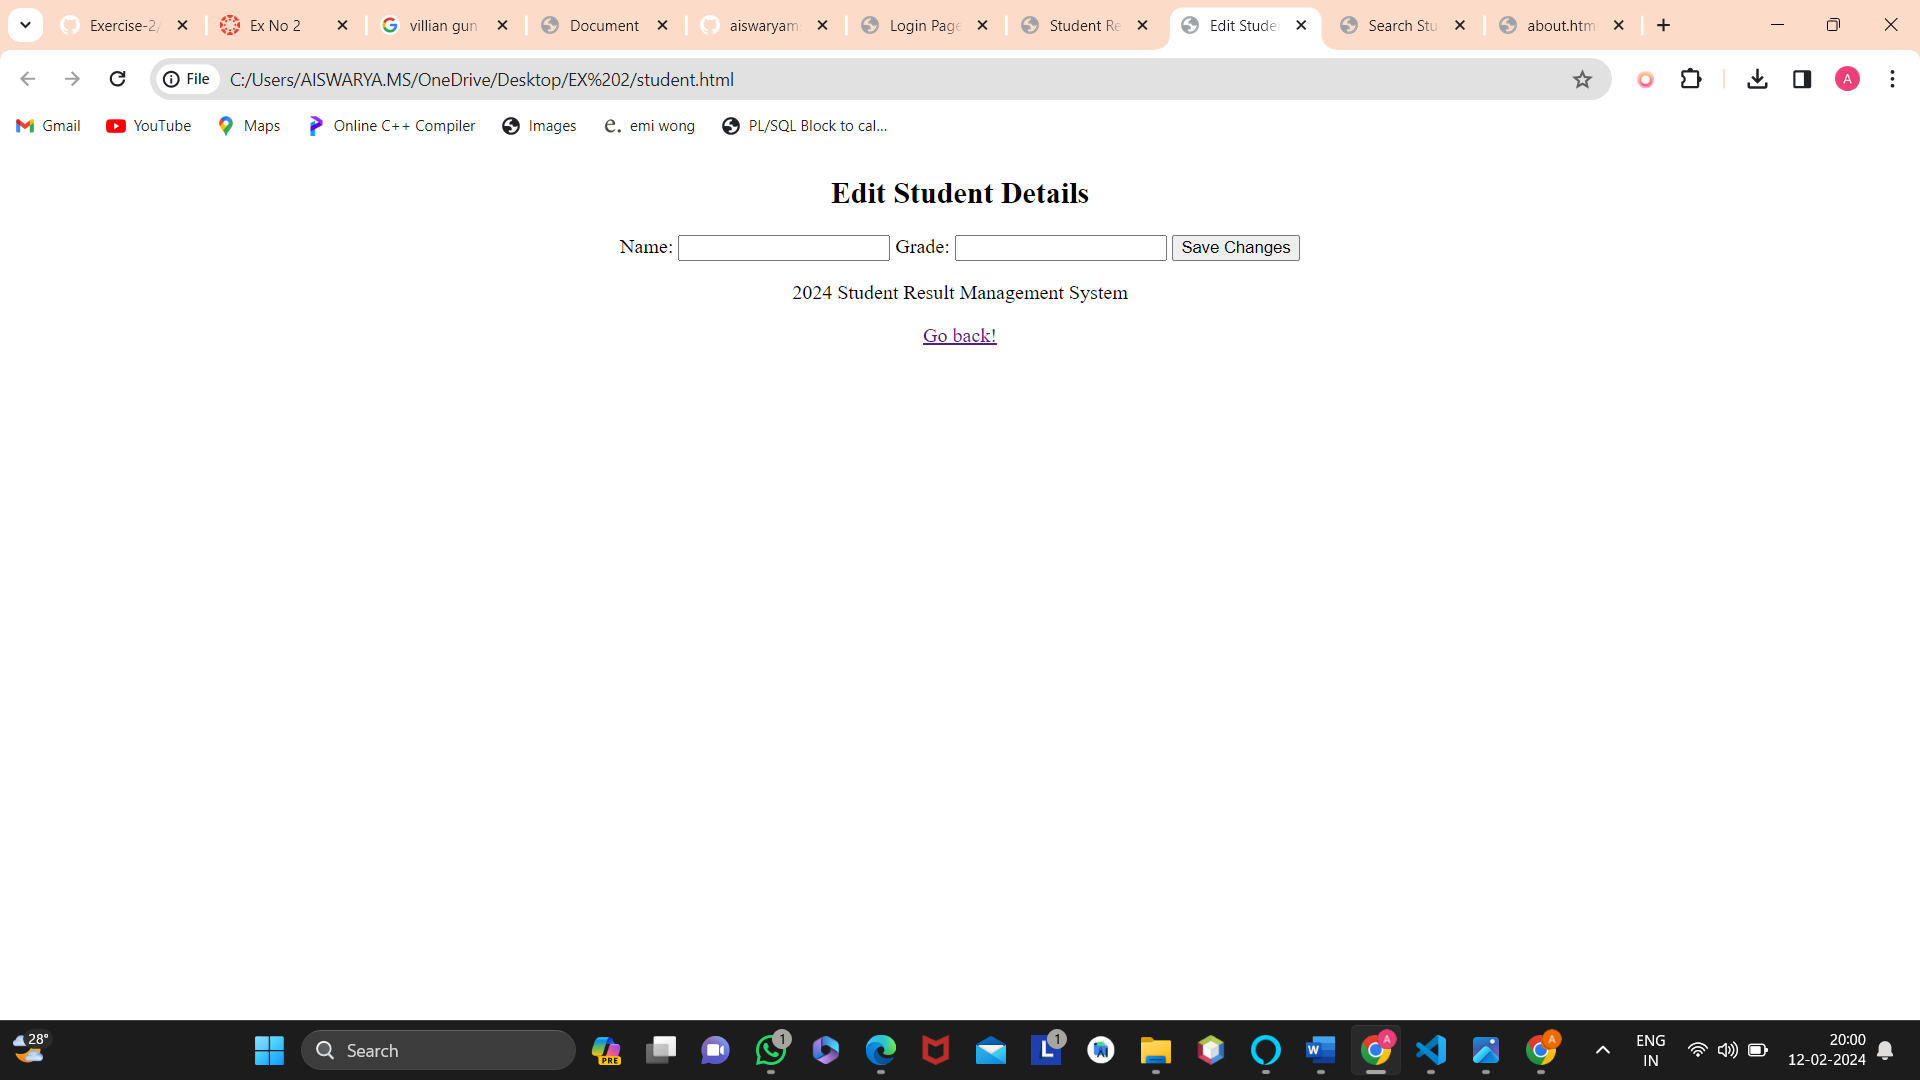 Exercise-2/
Ex No 2
villian gun
Document
aiswaryam
Login Page
Student Re
Edit Stude
Search Stu
about.htm
File
C:/Users/AISWARYA.MS/OneDrive/Desktop/EX%202/student.html
A
Gmail
YouTube
Maps
Online C++ Compiler
Images
e. emi wong
PL/SQL Block to cal...
Edit Student Details
Name: Grade: Save Changes
2024 Student Result Management System
Go back!
28°
Search
PRE
1
L 1
W
A
A
ENG
IN
20:00
12-02-2024